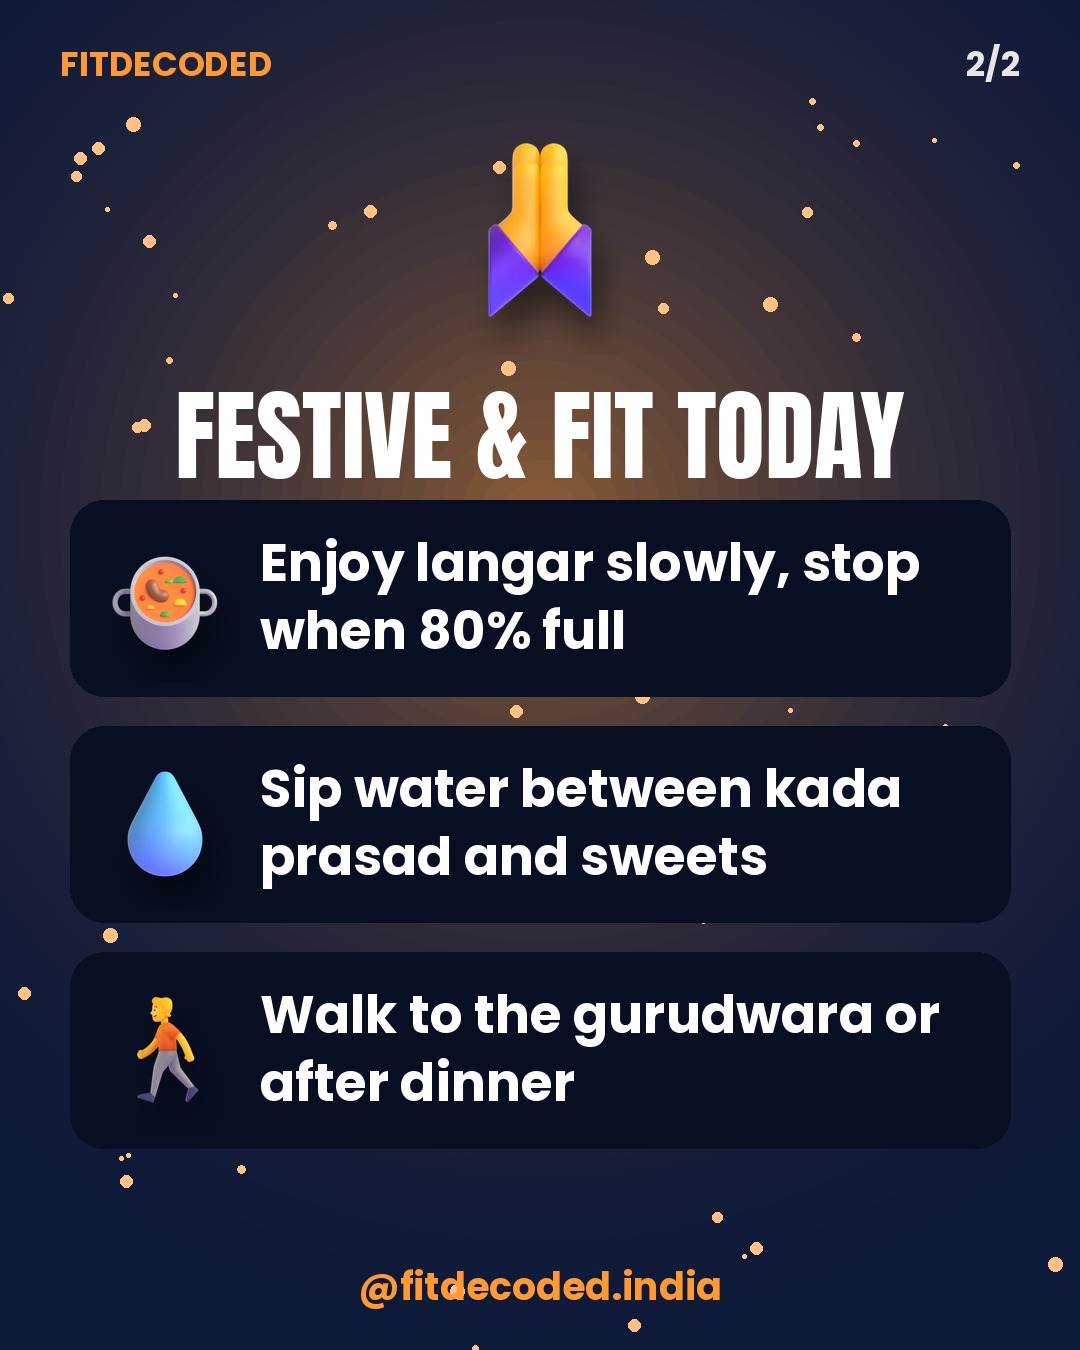 FITDECODED
2/2
FESTIVE & FIT TODAY
Enjoy langar slowly, stop
when 80% full
Sip water between kada
prasad and sweets
Walk to the gurudwara or
after dinner
@fitdecoded.india